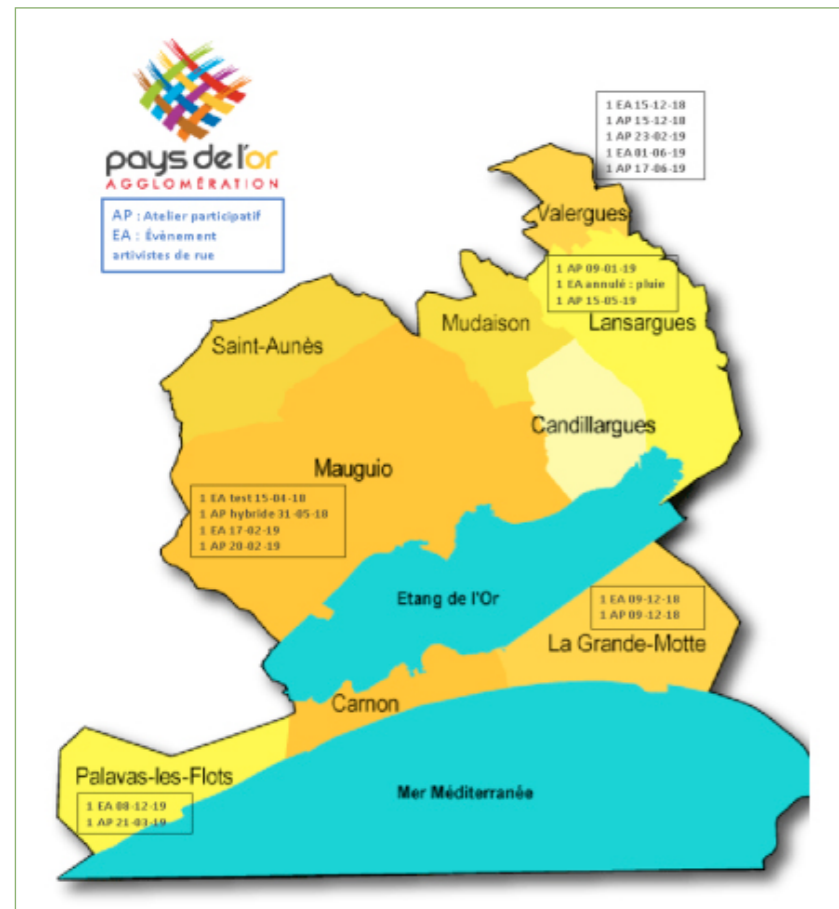 pays de l'or
AGGLOMÉRATION
AP : Atelier participatif
EA : Évènement
artivistes de rue
1 EA 15-12-18
1 AP 15-12-18
1 AP 23-02-19
1 EA 01-06-19
1 AP 17-06-19
Valergues
1 AP 09-01-19
1 EA annulé : pluie
1 AP 15-05-19
Lansargues
Mudaison
Saint-Aunès
Candillargues
Mauguio
1 EA test 15-04-18
1 AP hybride 31-05-18
1 EA 17-02-19
1 AP 20-02-19
Etang de l'Or
1 EA 09-12-18
1 AP 09-12-18
La Grande-Motte
Carnon
Palavas-les-Flots
1 EA 08-12-19
1 AP 21-03-19
Mer Méditerranée